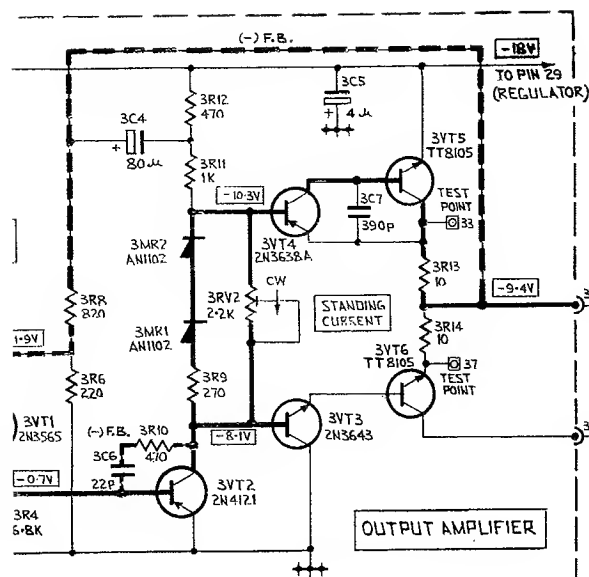 (-) F.B.
-18V
TO PIN 29
(REGULATOR)
3R12
470
3C5
4 µ
+
3C4
+
80 µ
3R11
1K
3VT5
TT8105
-10.3V
3C7
390P
TEST
POINT
33
3MR2
AN1102
3VT4
2N3638A
3RV2
2.2K
CW
STANDING
CURRENT
3R13
10
-9.4V
3R8
820
3MR1
AN1102
3R14
10
1.9V
3VT6
TT8105
37
TEST
POINT
3R6
220
3R9
270
3VT1
2N3565
(-) F.B.
3R10
470
-8.1V
3VT3
2N3643
3C6
22P
-0.7V
3VT2
2N4121
3R4
6.8K
OUTPUT AMPLIFIER